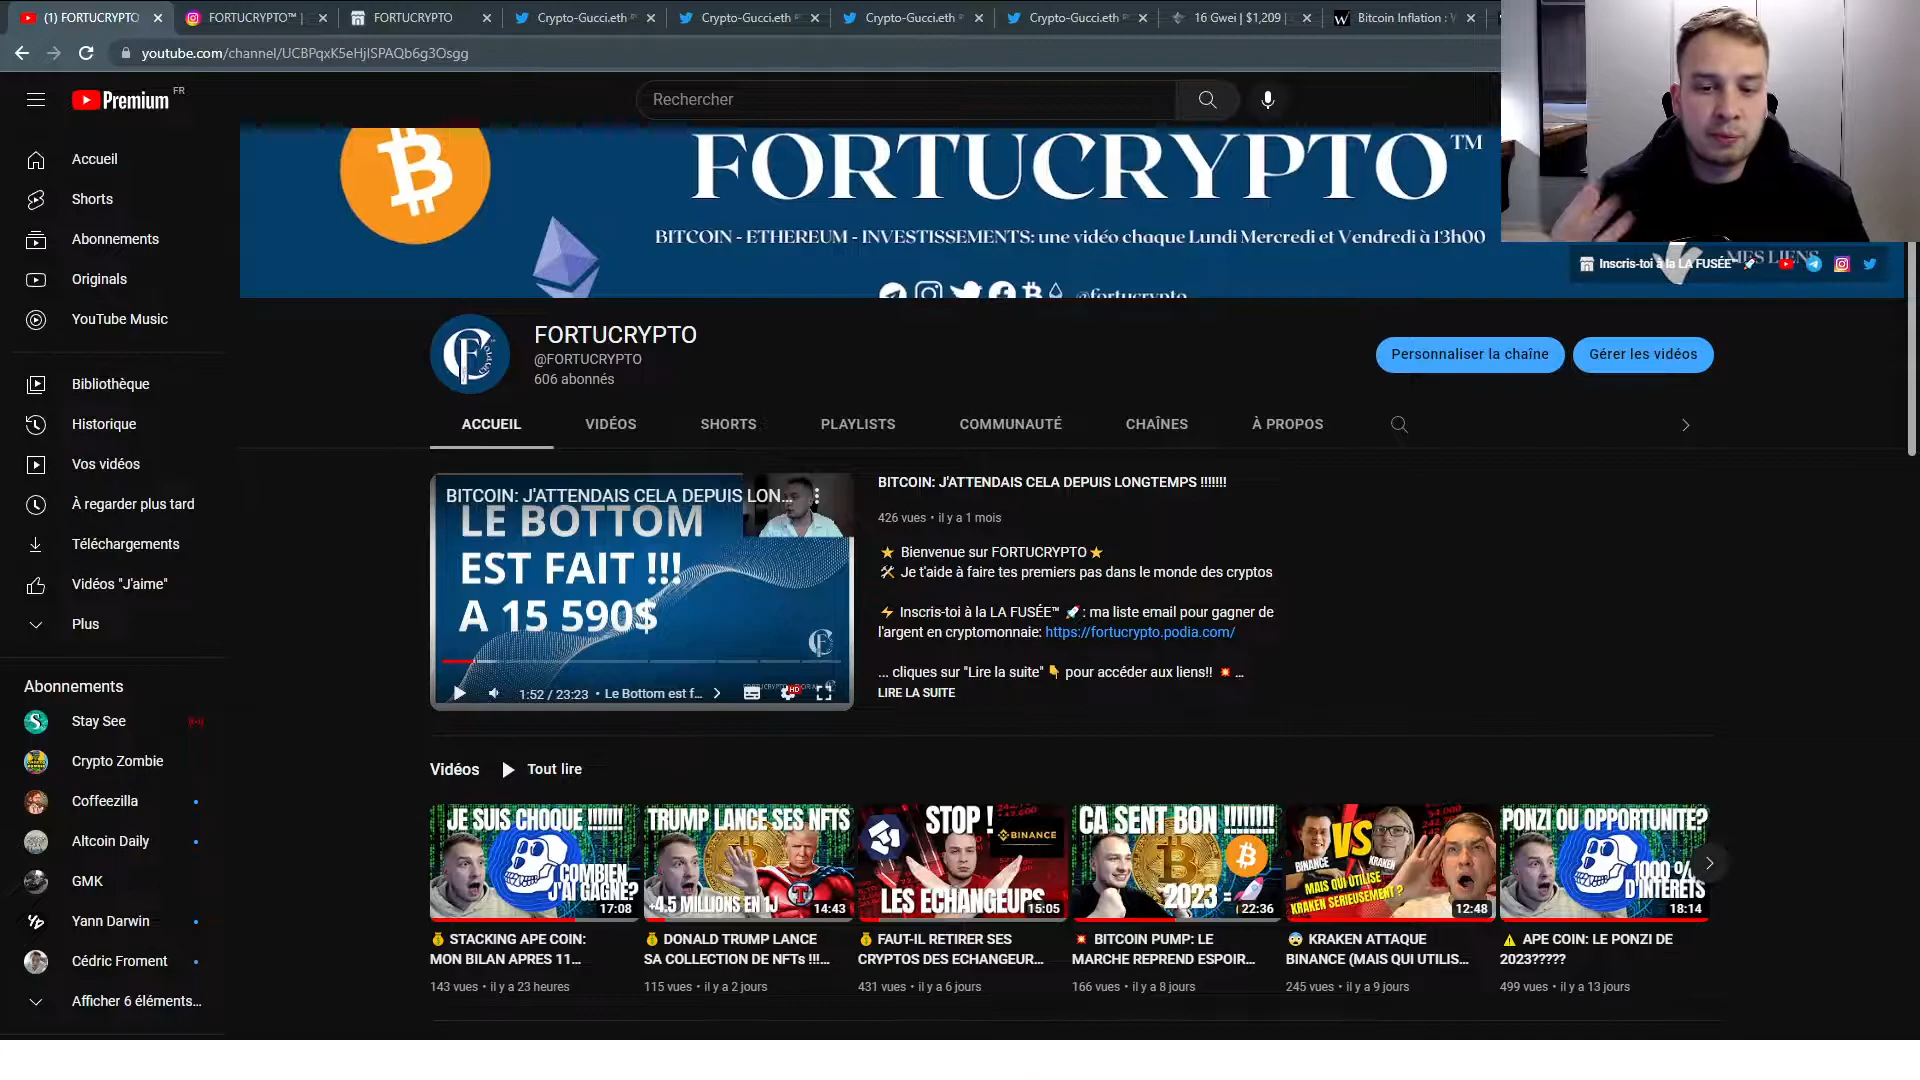 (1) FORTUCRYPTO
FORTUCRYPTO™ |
FORTUCRYPTO
Crypto-Gucci.eth
Crypto-Gucci.eth
Crypto-Gucci.eth
Crypto-Gucci.eth
16 Gwei | $1,209 |
Bitcoin Inflation :
youtube.com/channel/UCBPqxK5eHjlSPAQb6g3Osgg
Premium FR
Rechercher
Accueil
Shorts
Abonnements
Originals
YouTube Music
Bibliothèque
Historique
Vos vidéos
À regarder plus tard
Téléchargements
Vidéos "J'aime"
Plus
Abonnements
Stay See
Crypto Zombie
Coffeezilla
Altcoin Daily
GMK
Yann Darwin
Cédric Froment
Afficher 6 éléments...
FORTUCRYPTO™
BITCOIN - ETHEREUM - INVESTISSEMENTS: une vidéo chaque Lundi Mercredi et Vendredi à 13h00
@fortucrypto
MES LIENS
Inscris-toi à la LA FUSÉE™ 🚀
FORTUCRYPTO
@FORTUCRYPTO
606 abonnés
Personnaliser la chaîne
Gérer les vidéos
ACCUEIL
VIDÉOS
SHORTS
PLAYLISTS
COMMUNAUTÉ
CHAÎNES
À PROPOS
BITCOIN: J'ATTENDAIS CELA DEPUIS LON...
LE BOTTOM
EST FAIT !!!
A 15 590$
1:52 / 23:23 • Le Bottom est f...
HD
BITCOIN: J'ATTENDAIS CELA DEPUIS LONGTEMPS !!!!!!!
426 vues • il y a 1 mois
⭐ Bienvenue sur FORTUCRYPTO ⭐
🛠 Je t'aide à faire tes premiers pas dans le monde des cryptos
⚡ Inscris-toi à la LA FUSÉE™ 🚀 : ma liste email pour gagner de
l'argent en cryptomonnaie: https://fortucrypto.podia.com/
... cliques sur "Lire la suite" 👇 pour accéder aux liens!! 💥 ...
LIRE LA SUITE
Vidéos
Tout lire
JE SUIS CHOQUE !!!!!!!
COMBIEN
J'AI GAGNE?
17:08
💰 STACKING APE COIN:
MON BILAN APRES 11...
143 vues • il y a 23 heures
TRUMP LANCE SES NFTS
+4.5 MILLIONS EN 1J
14:43
💰 DONALD TRUMP LANCE
SA COLLECTION DE NFTs !!!...
115 vues • il y a 2 jours
STOP !
BINANCE
LES ECHANGEURS
15:05
💰 FAUT-IL RETIRER SES
CRYPTOS DES ECHANGEUR...
431 vues • il y a 6 jours
CA SENT BON !!!!!!!!
2023 =
22:36
💥 BITCOIN PUMP: LE
MARCHE REPREND ESPOIR...
166 vues • il y a 8 jours
VS
BINANCE
KRAKEN
MAIS QUI UTILISE
KRAKEN SERIEUSEMENT ?
12:48
😨 KRAKEN ATTAQUE
BINANCE (MAIS QUI UTILIS...
245 vues • il y a 9 jours
PONZI OU OPPORTUNITE?
1000 %
D'INTERETS
18:14
⚠ APE COIN: LE PONZI DE
2023?????
499 vues • il y a 13 jours